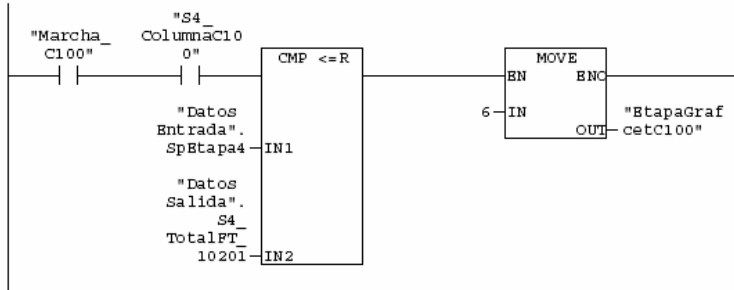 "S4_
"Marcha_
ColumnaC10
C100"
0"
CMP <=R
MOVE
EN
ENO
"Datos
Entrada".
SpEtapa4
IN1
6
IN
"EtapaGraf
OUT
cetC100"
"Datos
Salida".
S4_
TotalFT_
10201
IN2